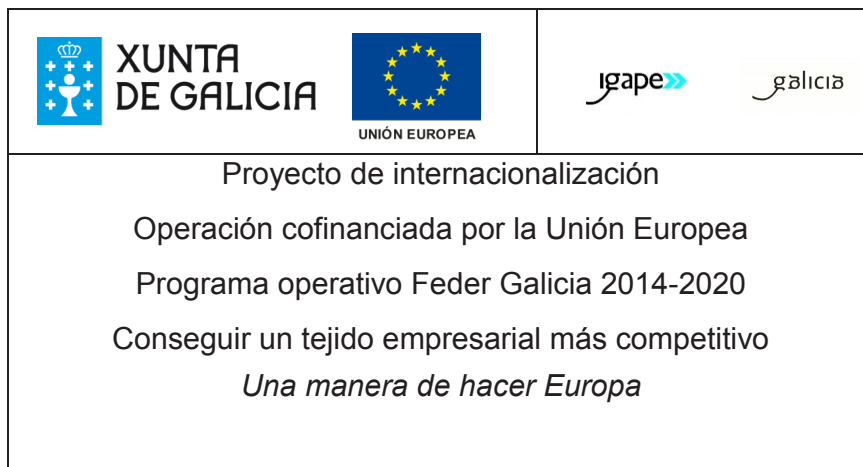 XUNTA
DE GALICIA
UNIÓN EUROPEA
igape
galicia
Proyecto de internacionalización
Operación cofinanciada por la Unión Europea
Programa operativo Feder Galicia 2014-2020
Conseguir un tejido empresarial más competitivo
Una manera de hacer Europa